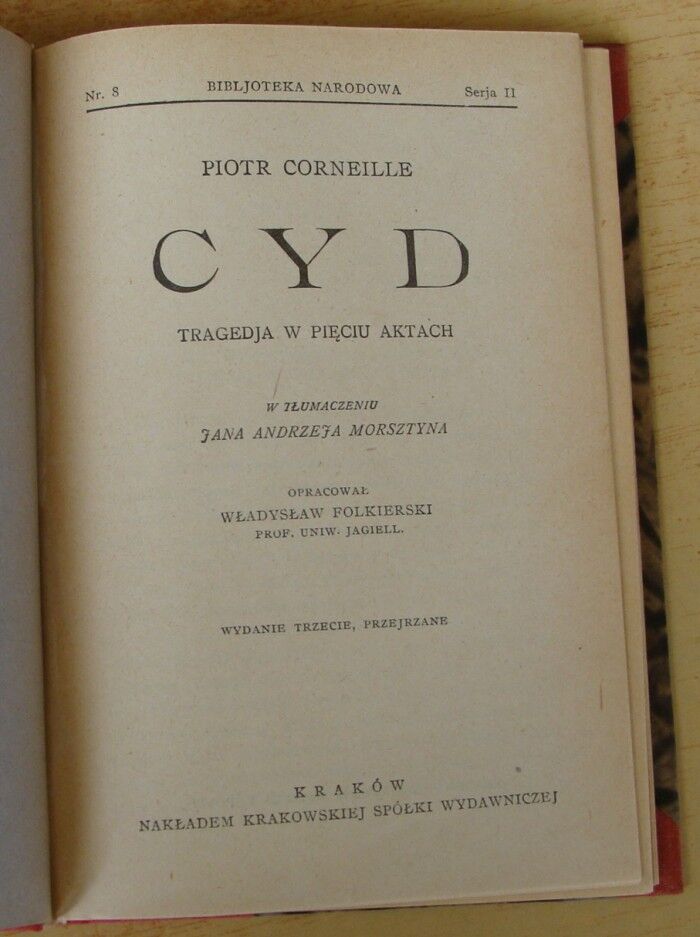 Nr. 8 BIBLJOTEKA NARODOWA Serja II
PIOTR CORNEILLE
CYD
TRAGEDJA W PIĘCIU AKTACH
W TŁUMACZENIU
JANA ANDRZEJA MORSZTYNA
OPRACOWAŁ
WŁADYSŁAW FOLKIERSKI
PROF. UNIW. JAGIELL.
WYDANIE TRZECIE, PRZEJRZANE
KRAKÓW
NAKŁADEM KRAKOWSKIEJ SPÓŁKI WYDAWNICZEJ